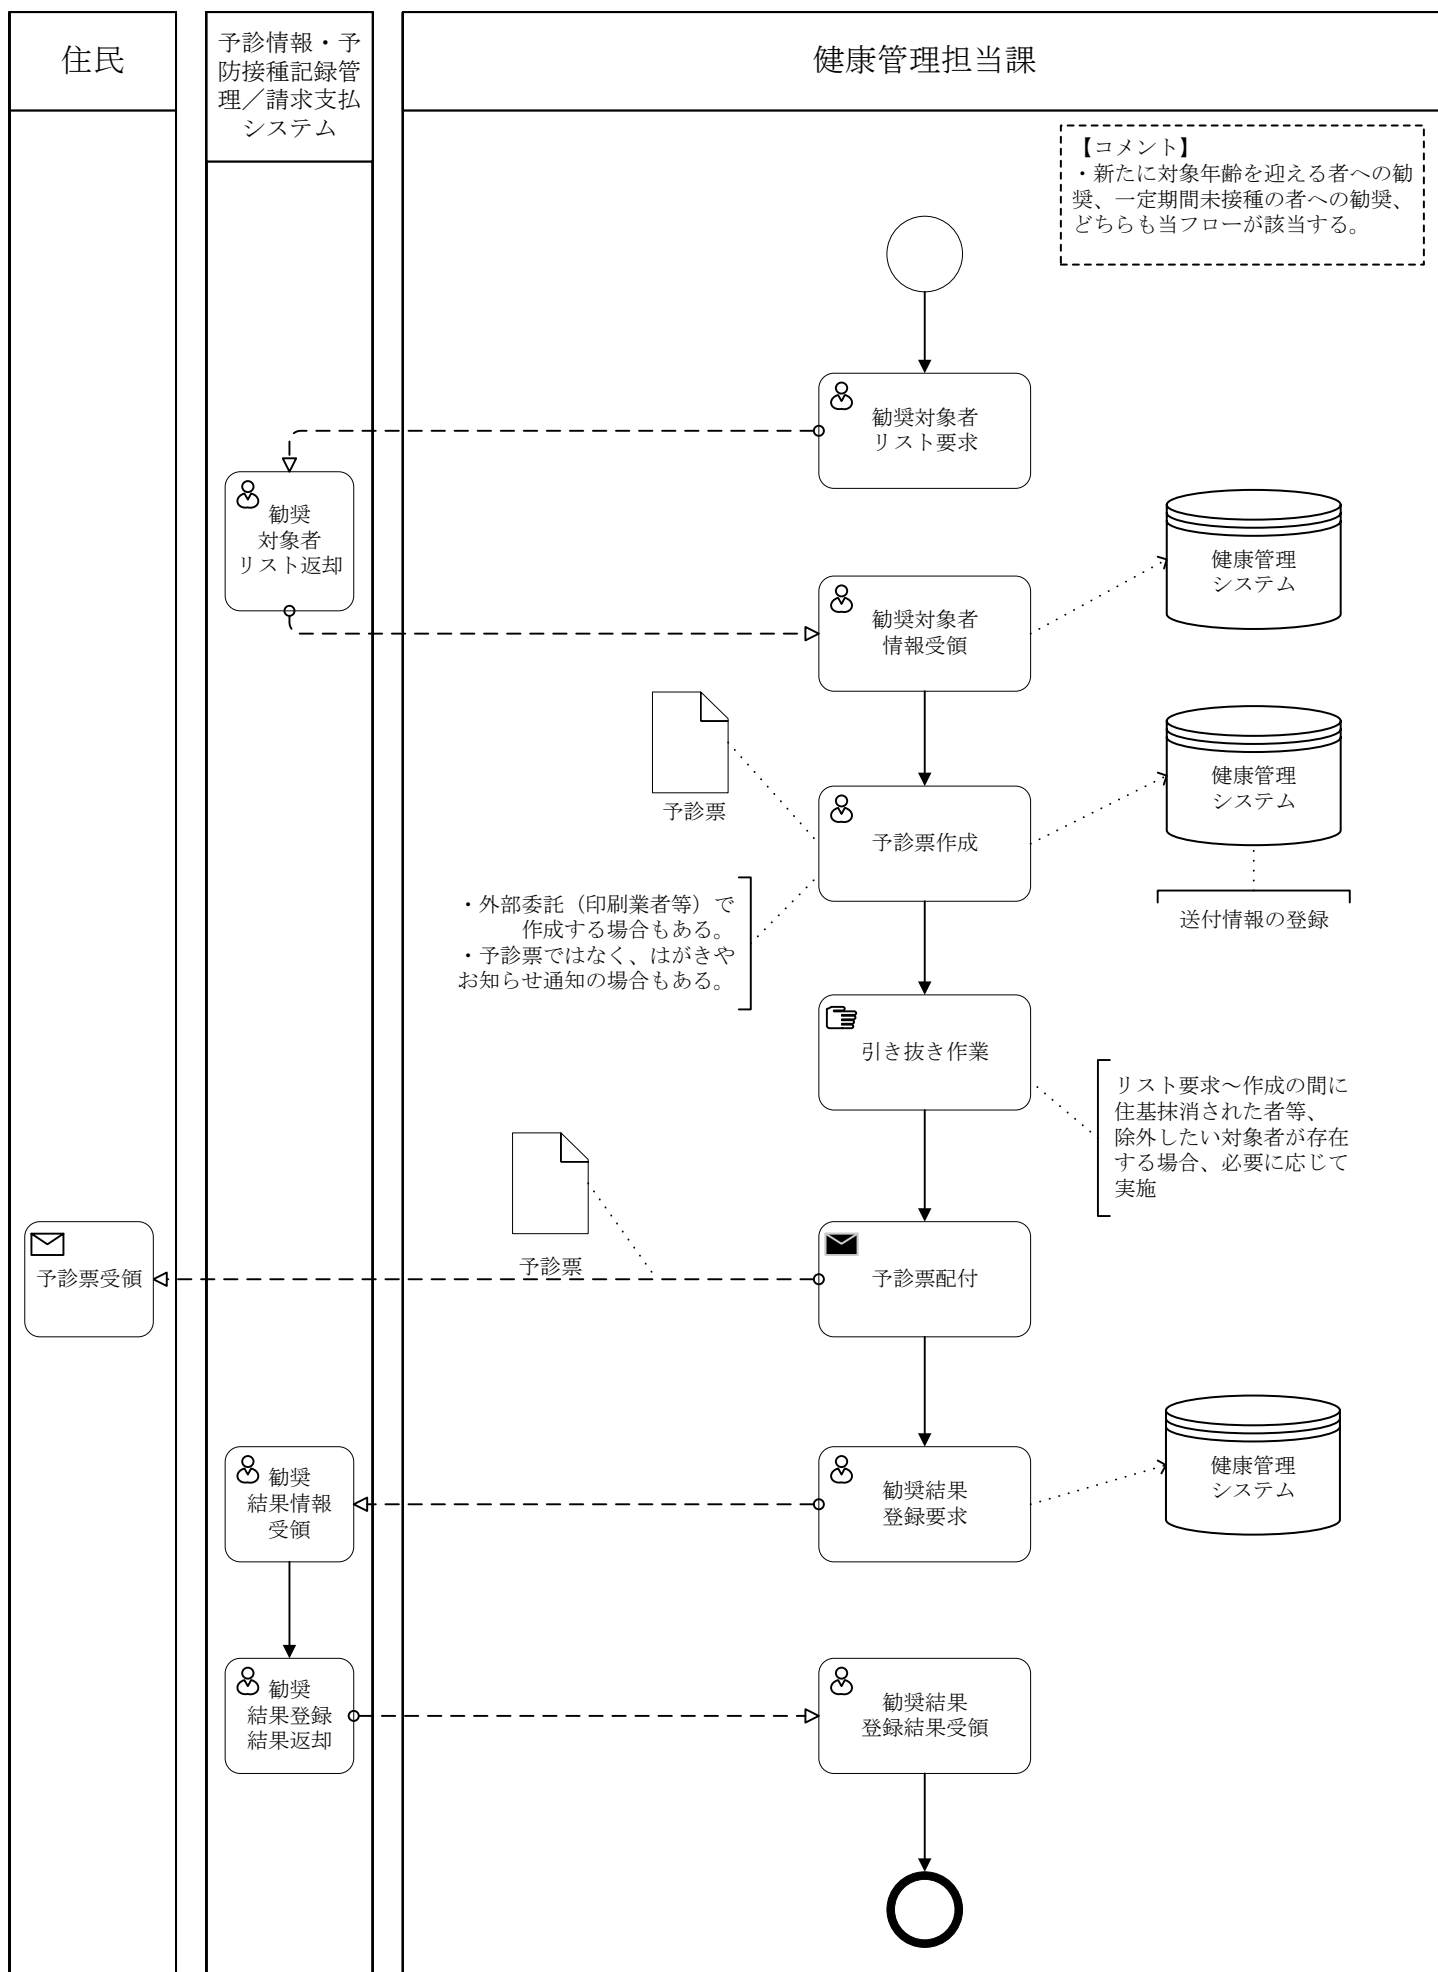 住民
予診情報・予
防接種記録管
理／請求支払
システム
健康管理担当課
【コメント】
・新たに対象年齢を迎える者への勧
奨、一定期間未接種の者への勧奨、
どちらも当フローが該当する。
勧奨対象者
リスト要求
勧奨
対象者
リスト返却
健康管理
システム
勧奨対象者
情報受領
予診票
健康管理
システム
予診票作成
・外部委託（印刷業者等）で
作成する場合もある。
・予診票ではなく、はがきや
お知らせ通知の場合もある。
送付情報の登録
引き抜き作業
リスト要求～作成の間に
住基抹消された者等、
除外したい対象者が存在
する場合、必要に応じて
実施
予診票
予診票受領
予診票配付
勧奨
結果情報
受領
勧奨結果
登録要求
健康管理
システム
勧奨
結果登録
結果返却
勧奨結果
登録結果受領